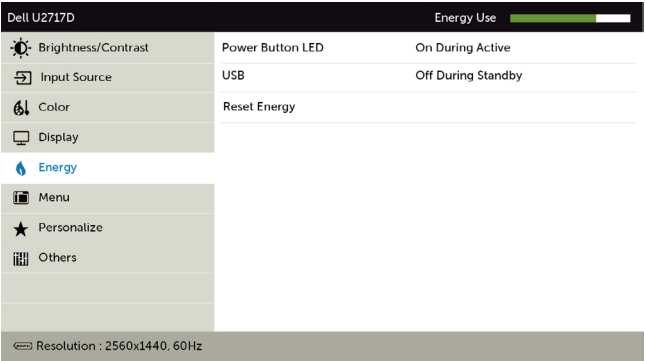 Dell U2717D Energy Use
Brightness/Contrast Power Button LED On During Active
Input Source USB Off During Standby
Color Reset Energy
Display
Energy
Menu
Personalize
Others
Resolution : 2560x1440, 60Hz